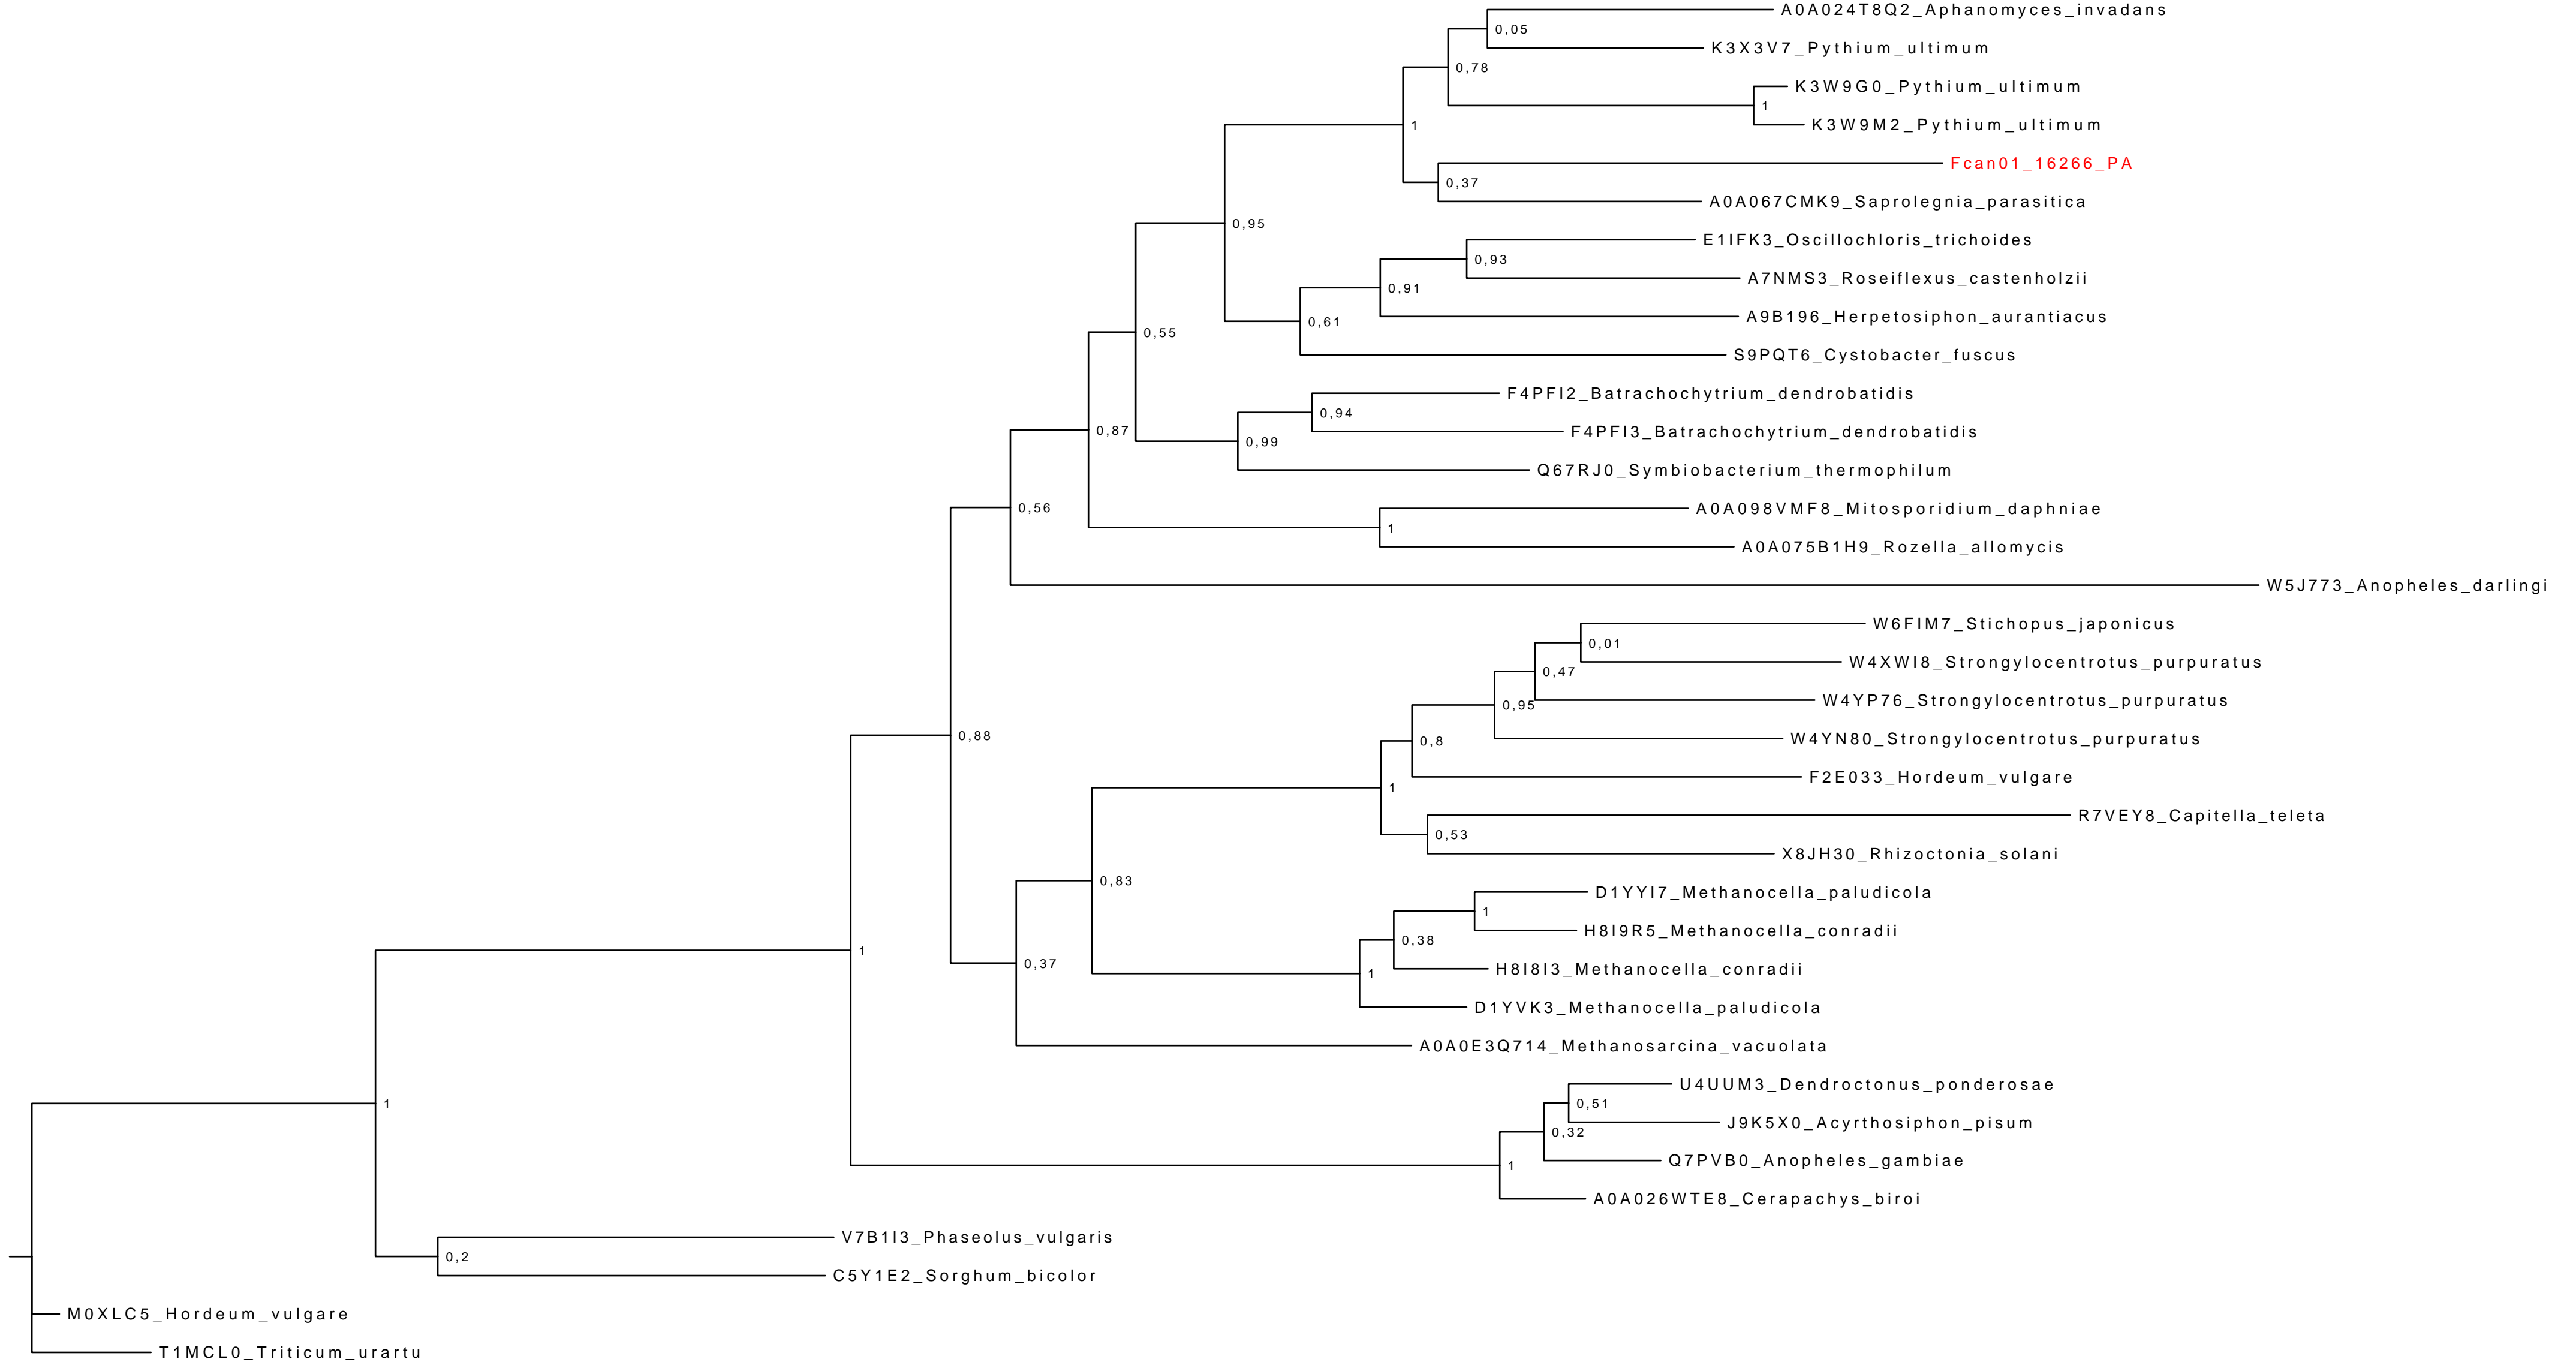 A0A024T8Q2_Aphanomyces_invadans
0,05
K3X3V7_Pythium_ultimum
0,78
K3W9G0_Pythium_ultimum
1
K3W9M2_Pythium_ultimum
1
Fcan01_16266_PA
0,37
A0A067CMK9_Saprolegnia_parasitica
0,95
E1IFK3_Oscillochloris_trichoides
0,93
A7NMS3_Roseiflexus_castenholzii
0,91
A9B196_Herpetosiphon_aurantiacus
0,61
0,55
S9PQT6_Cystobacter_fuscus
F4PFI2_Batrachochytrium_dendrobatidis
0,94
0,87
F4PFI3_Batrachochytrium_dendrobatidis
0,99
Q67RJ0_Symbiobacterium_thermophilum
0,56
A0A098VMF8_Mitosporidium_daphniae
1
A0A075B1H9_Rozella_allomycis
W5J773_Anopheles_darlingi
W6FIM7_Stichopus_japonicus
0,01
W4XWI8_Strongylocentrotus_purpuratus
0,47
W4YP76_Strongylocentrotus_purpuratus
0,95
0,88
W4YN80_Strongylocentrotus_purpuratus
0,8
F2E033_Hordeum_vulgare
1
R7VEY8_Capitella_teleta
0,53
X8JH30_Rhizoctonia_solani
0,83
D1YYI7_Methanocella_paludicola
1
H8I9R5_Methanocella_conradii
0,38
1
0,37
H8I8I3_Methanocella_conradii
1
D1YVK3_Methanocella_paludicola
A0A0E3Q714_Methanosarcina_vacuolata
U4UUM3_Dendroctonus_ponderosae
1
0,51
J9K5X0_Acyrthosiphon_pisum
0,32
Q7PVB0_Anopheles_gambiae
1
A0A026WTE8_Cerapachys_biroi
V7B1I3_Phaseolus_vulgaris
0,2
C5Y1E2_Sorghum_bicolor
M0XLC5_Hordeum_vulgare
T1MCL0_Triticum_urartu